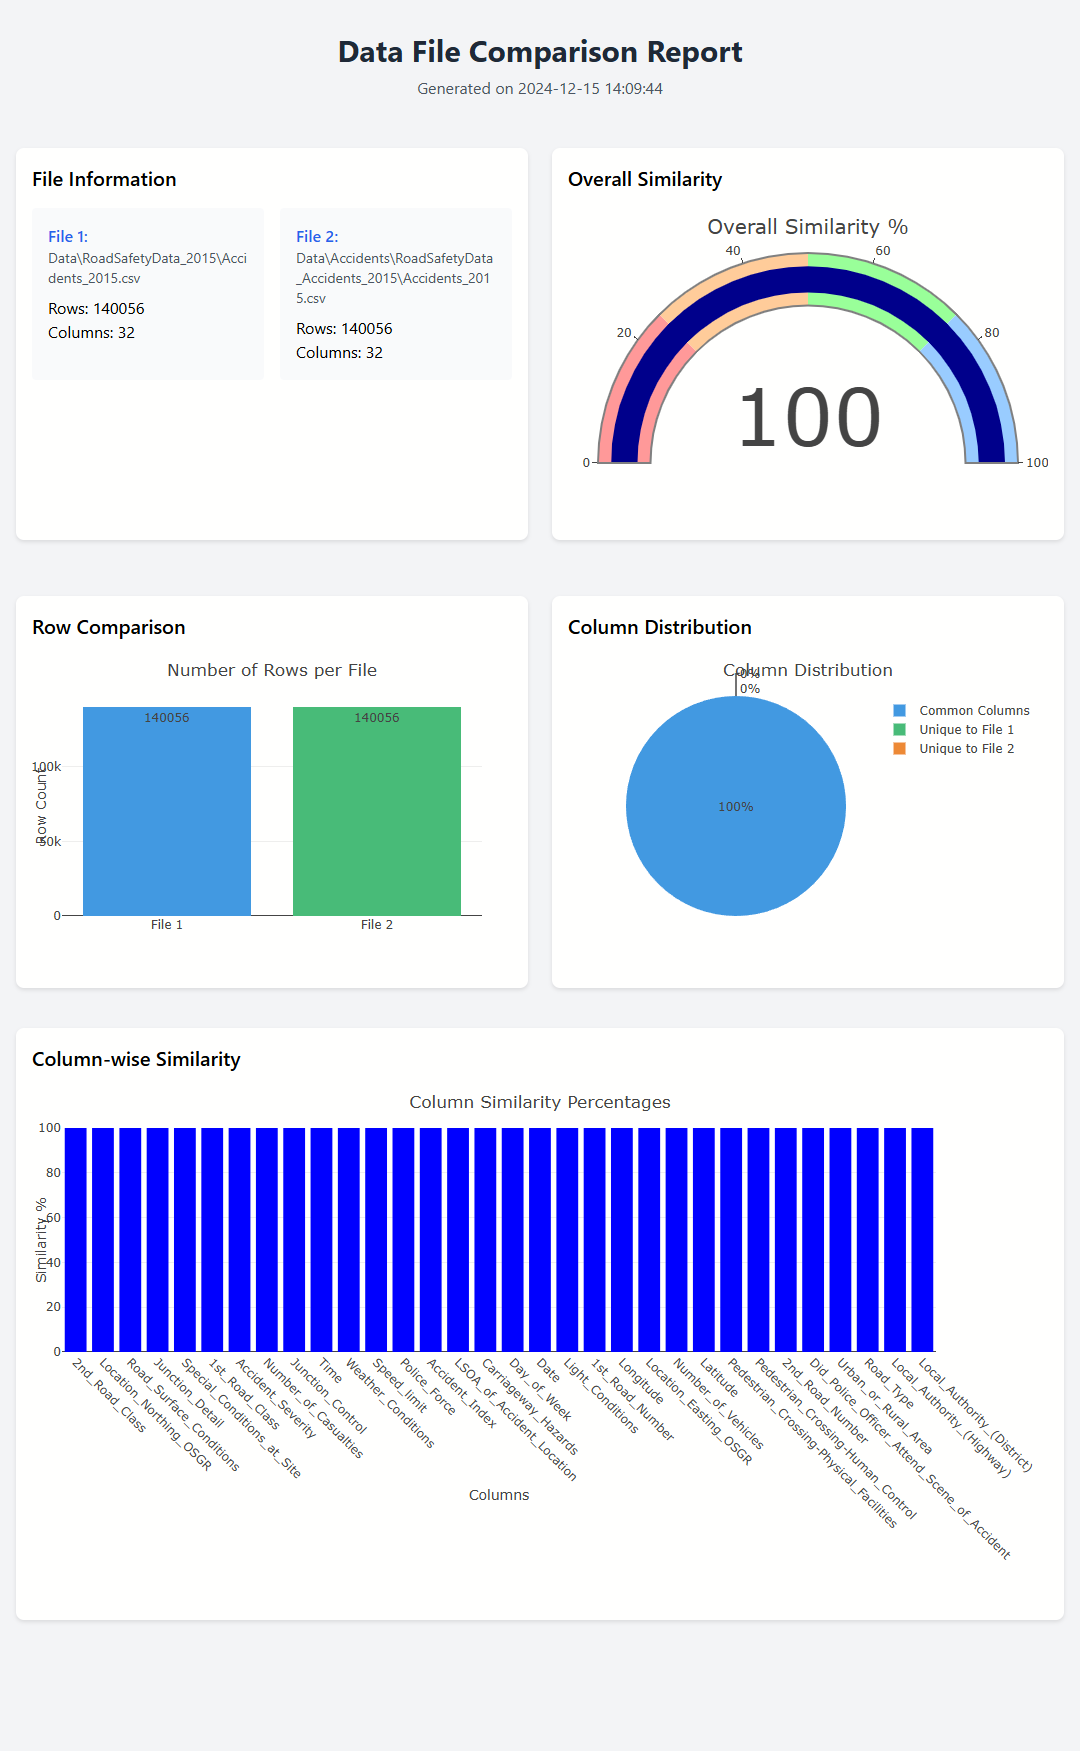 Data File Comparison Report
Generated on 2024-12-15 14:09:44
File Information
File 1:
Data\RoadSafetyData_2015\Acci
dents_2015.csv
Rows: 140056
Columns: 32
File 2:
Data\Accidents\RoadSafetyData
_Accidents_2015\Accidents_201
5.csv
Rows: 140056
Columns: 32
Overall Similarity
Overall Similarity %
0
20
40
60
80
100
100
Row Comparison
Number of Rows per File
140056
140056
100k
50k
0
Row Count
File 1
File 2
Column Distribution
Column Distribution
0%
0%
100%
Common Columns
Unique to File 1
Unique to File 2
Column-wise Similarity
Column Similarity Percentages
100
80
60
40
20
0
Similarity %
2nd_Road_Class
Location_Northing_OSGR
Road_Surface_Conditions
Junction_Detail
Special_Conditions_at_Site
1st_Road_Class
Accident_Severity
Number_of_Casualties
Junction_Control
Time
Weather_Conditions
Speed_limit
Police_Force
Accident_Index
LSOA_of_Accident_Location
Carriageway_Hazards
Day_of_Week
Date
Light_Conditions
1st_Road_Number
Longitude
Location_Easting_OSGR
Number_of_Vehicles
Latitude
Pedestrian_Crossing-Physical_Facilities
Pedestrian_Crossing-Human_Control
2nd_Road_Number
Did_Police_Officer_Attend_Scene_of_Accident
Urban_or_Rural_Area
Road_Type
Local_Authority_(Highway)
Local_Authority_(District)
Columns